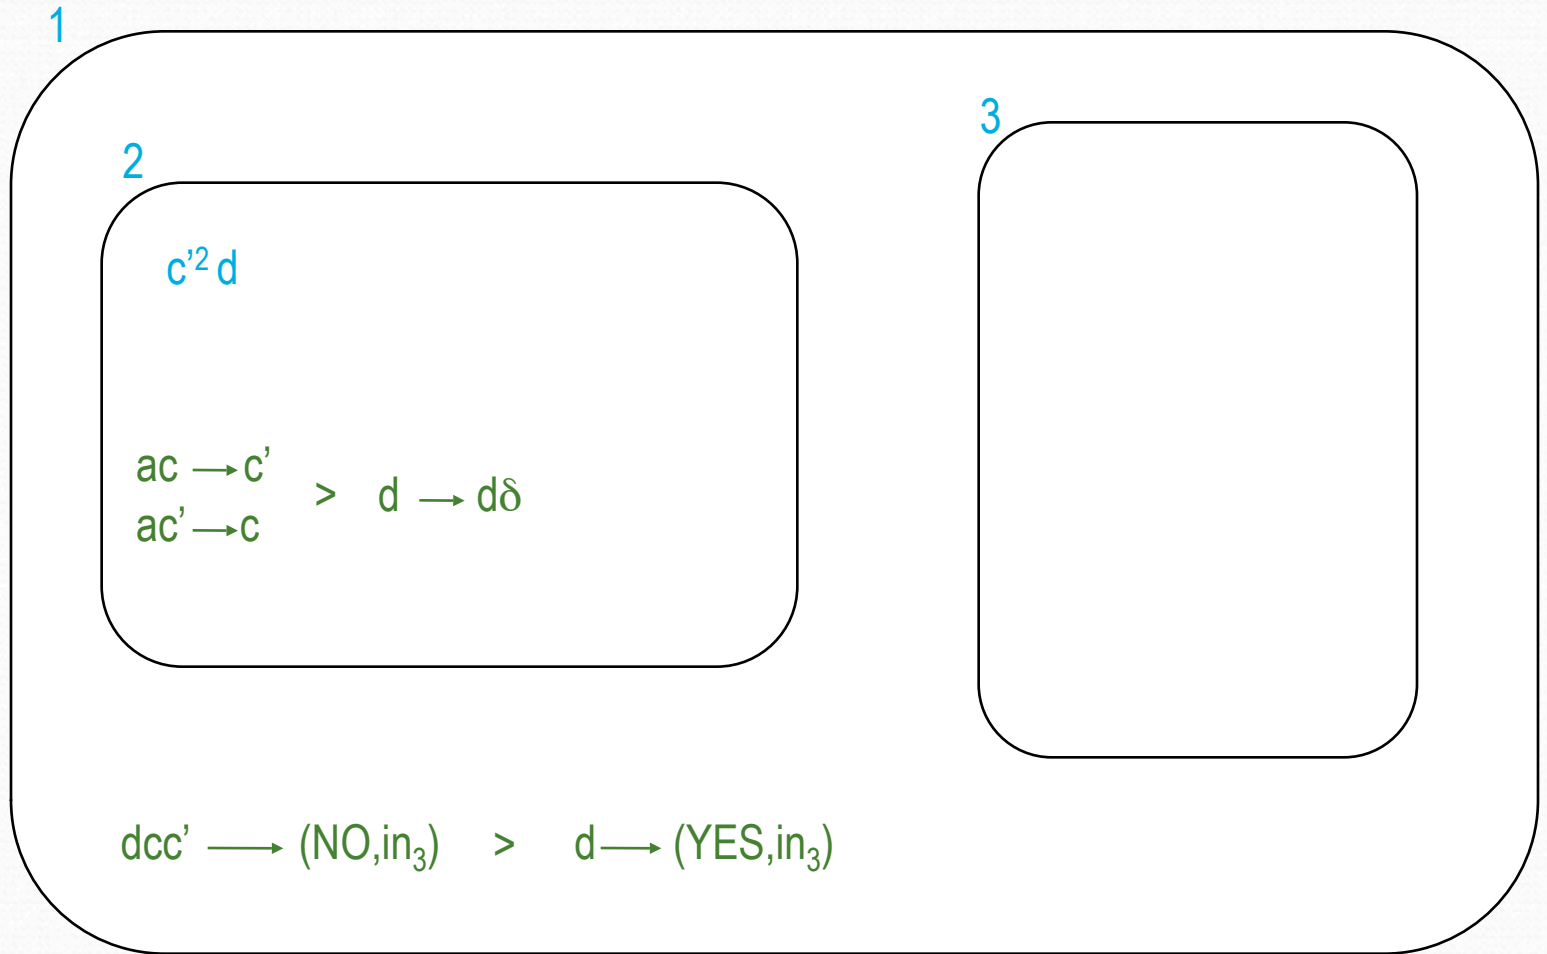 1
2
3
c’² d
ac → c’
ac’ → c
> d → dδ
dcc’ → (NO,in₃) > d → (YES,in₃)